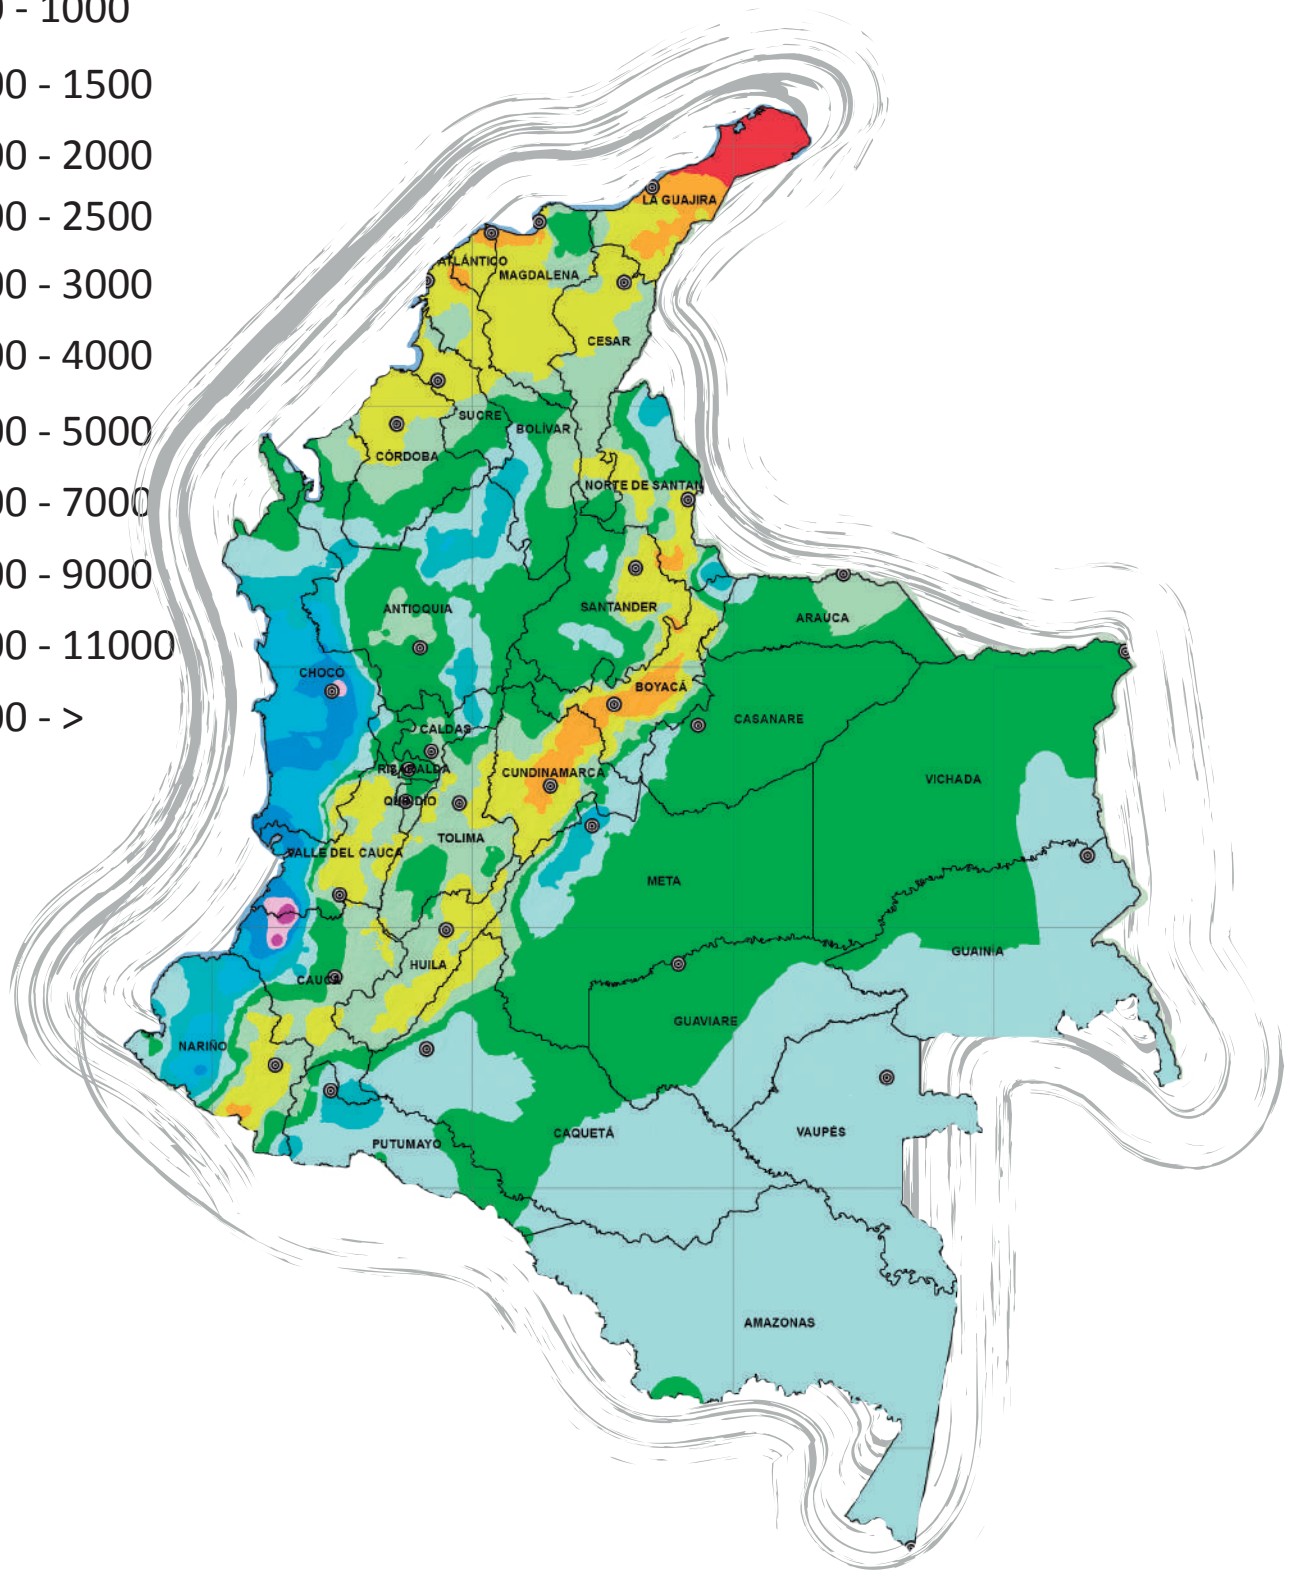 0 - 1000
00 - 1500
00 - 2000
00 - 2500
00 - 3000
00 - 4000
00 - 5000
00 - 7000
00 - 9000
00 - 11000
00 - >
LA GUAJIRA
ATLÁNTICO
MAGDALENA
CESAR
SUCRE
BOLÍVAR
CÓRDOBA
NORTE DE SANTAN
ANTIOQUIA
SANTANDER
ARAUCA
CHOCÓ
BOYACÁ
CASANARE
CALDAS
RISARALDA
CUNDINAMARCA
VICHADA
QUINDIO
TOLIMA
VALLE DEL CAUCA
META
GUAINÍA
HUILA
CAUCA
GUAVIARE
NARIÑO
CAQUETÁ
VAUPÉS
PUTUMAYO
AMAZONAS